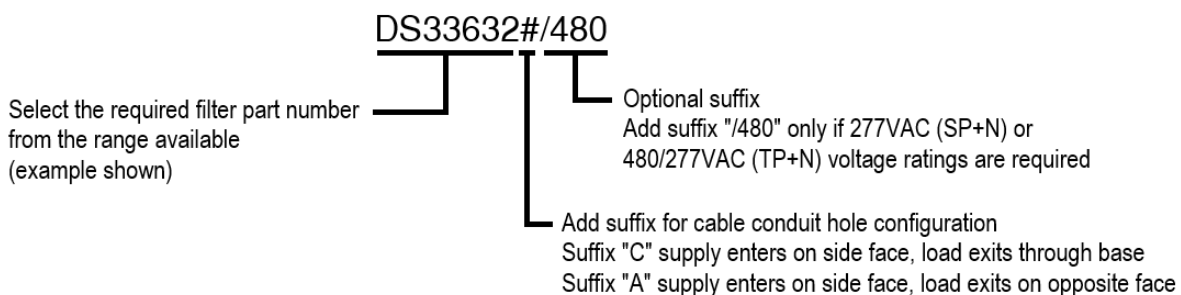 DS33632#/480
Select the required filter part number
from the range available
(example shown)
Optional suffix
Add suffix "/480" only if 277VAC (SP+N) or
480/277VAC (TP+N) voltage ratings are required
Add suffix for cable conduit hole configuration
Suffix "C" supply enters on side face, load exits through base
Suffix "A" supply enters on side face, load exits on opposite face